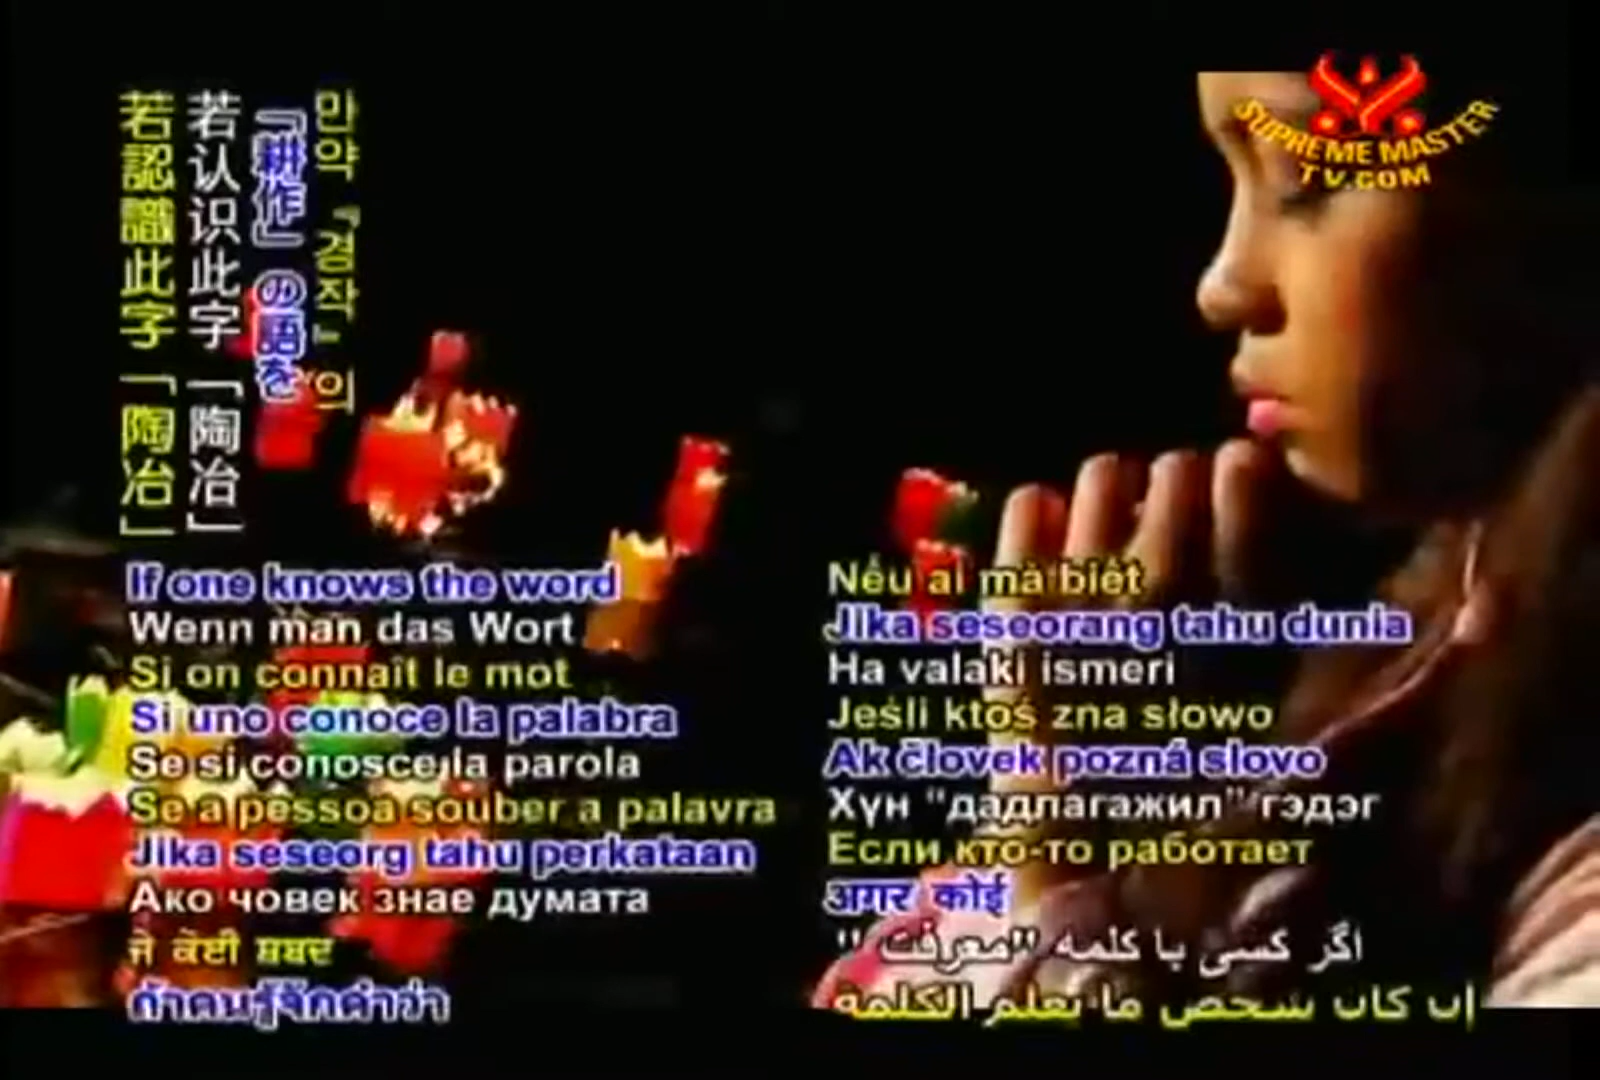 SUPREME MASTER
TV.COM
만약 『경작』 의
『耕作』の語を
若认识此字「陶冶」
若認識此字「陶冶」
If one knows the word
Wenn man das Wort
Si on connaît le mot
Si uno conoce la palabra
Se si conosce la parola
Se a pessoa souber a palavra
Jika seseorg tahu perkataan
Ако човек знае думата
ਜੇ ਕੋਈ ਸ਼ਬਦ
ถ้าคนรู้จักคำว่า
Nếu ai mà biết
Jika seseorang tahu dunia
Ha valaki ismeri
Jeśli ktoś zna słowo
Ak človek pozná slovo
Хүн "дадлагажил" гэдэг
Если кто-то работает
अगर कोई
اگر کسی با کلمه "معرفت"
إن كان شخص ما يعلم الكلمة